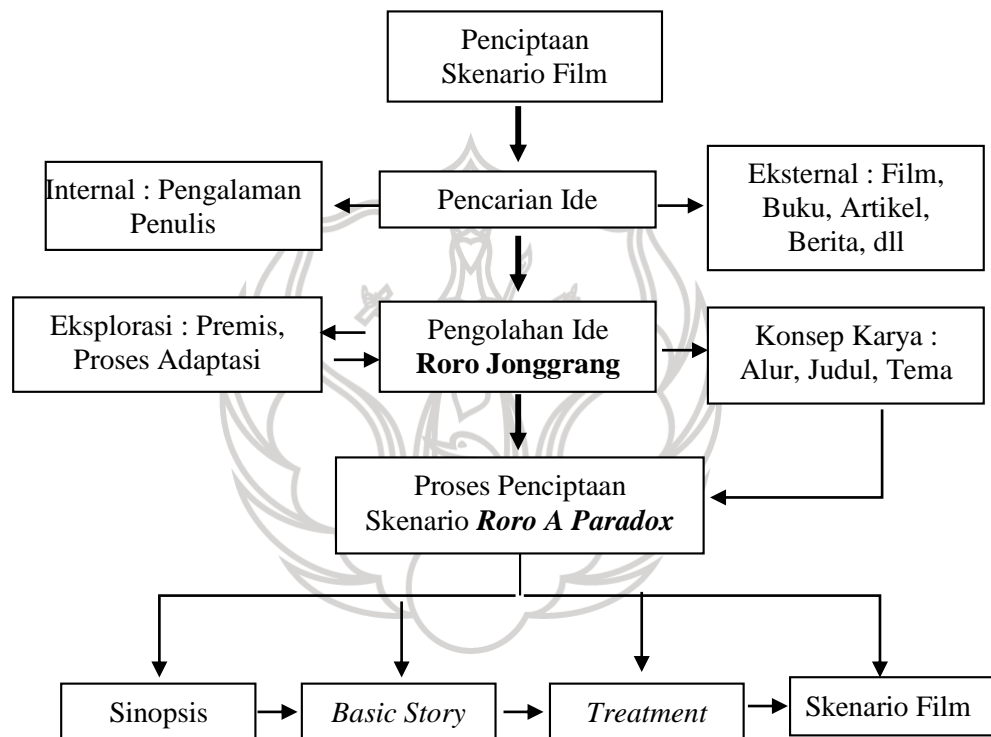 Penciptaan
Skenario Film
Internal : Pengalaman
Penulis
Pencarian Ide
Eksternal : Film,
Buku, Artikel,
Berita, dll
Eksplorasi : Premis,
Proses Adaptasi
Pengolahan Ide
Roro Jonggrang
Konsep Karya :
Alur, Judul, Tema
Proses Penciptaan
Skenario Roro A Paradox
Sinopsis
Basic Story
Treatment
Skenario Film